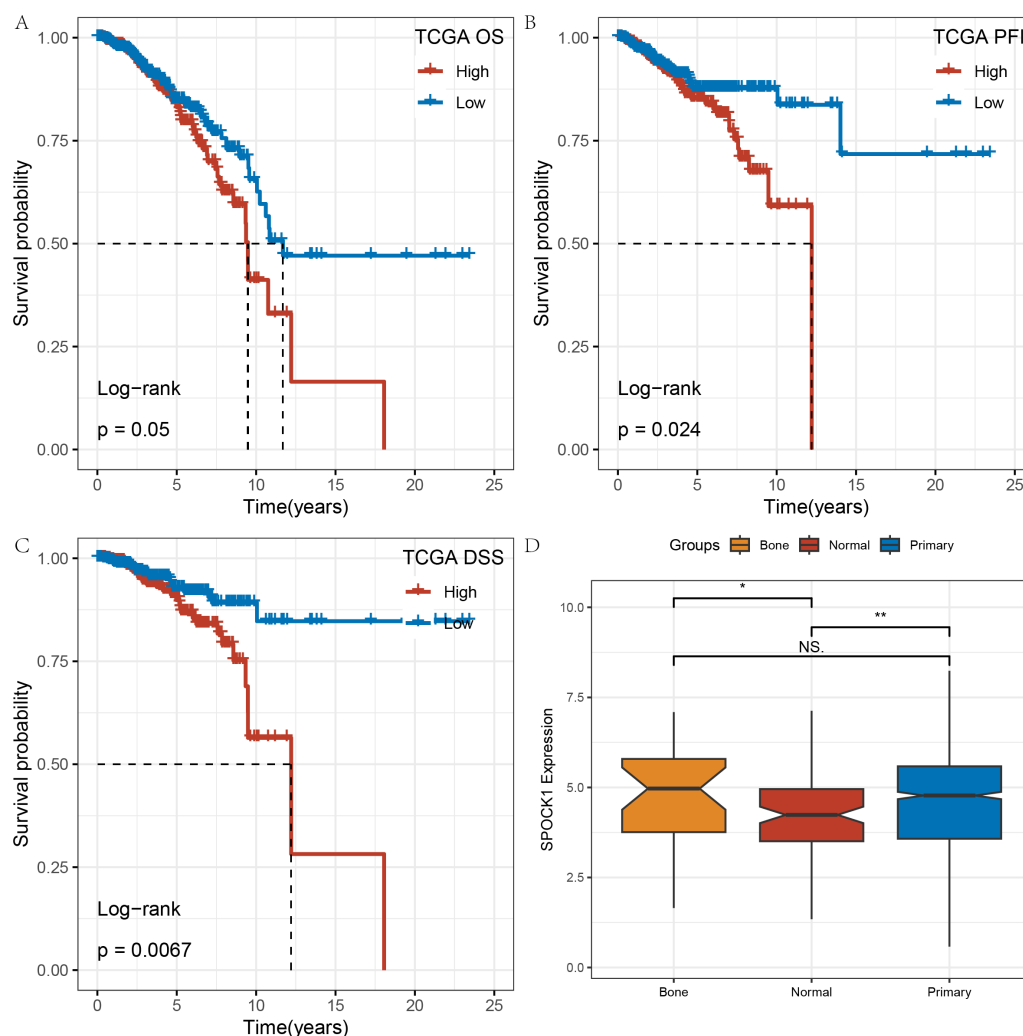 A
TCGA OS
High
Low
Survival probability
1.00
0.75
0.50
0.25
0.00
Log−rank
p = 0.05
0 5 10 15 20 25
Time(years)
B
TCGA PFI
High
Low
Survival probability
1.00
0.75
0.50
0.25
0.00
Log−rank
p = 0.024
0 5 10 15 20 25
Time(years)
C
TCGA DSS
High
Low
Survival probability
1.00
0.75
0.50
0.25
0.00
Log−rank
p = 0.0067
0 5 10 15 20 25
Time(years)
D
Groups Bone Normal Primary
SPOCK1 Expression
10.0
7.5
5.0
2.5
0.0
*
**
NS.
Bone Normal Primary